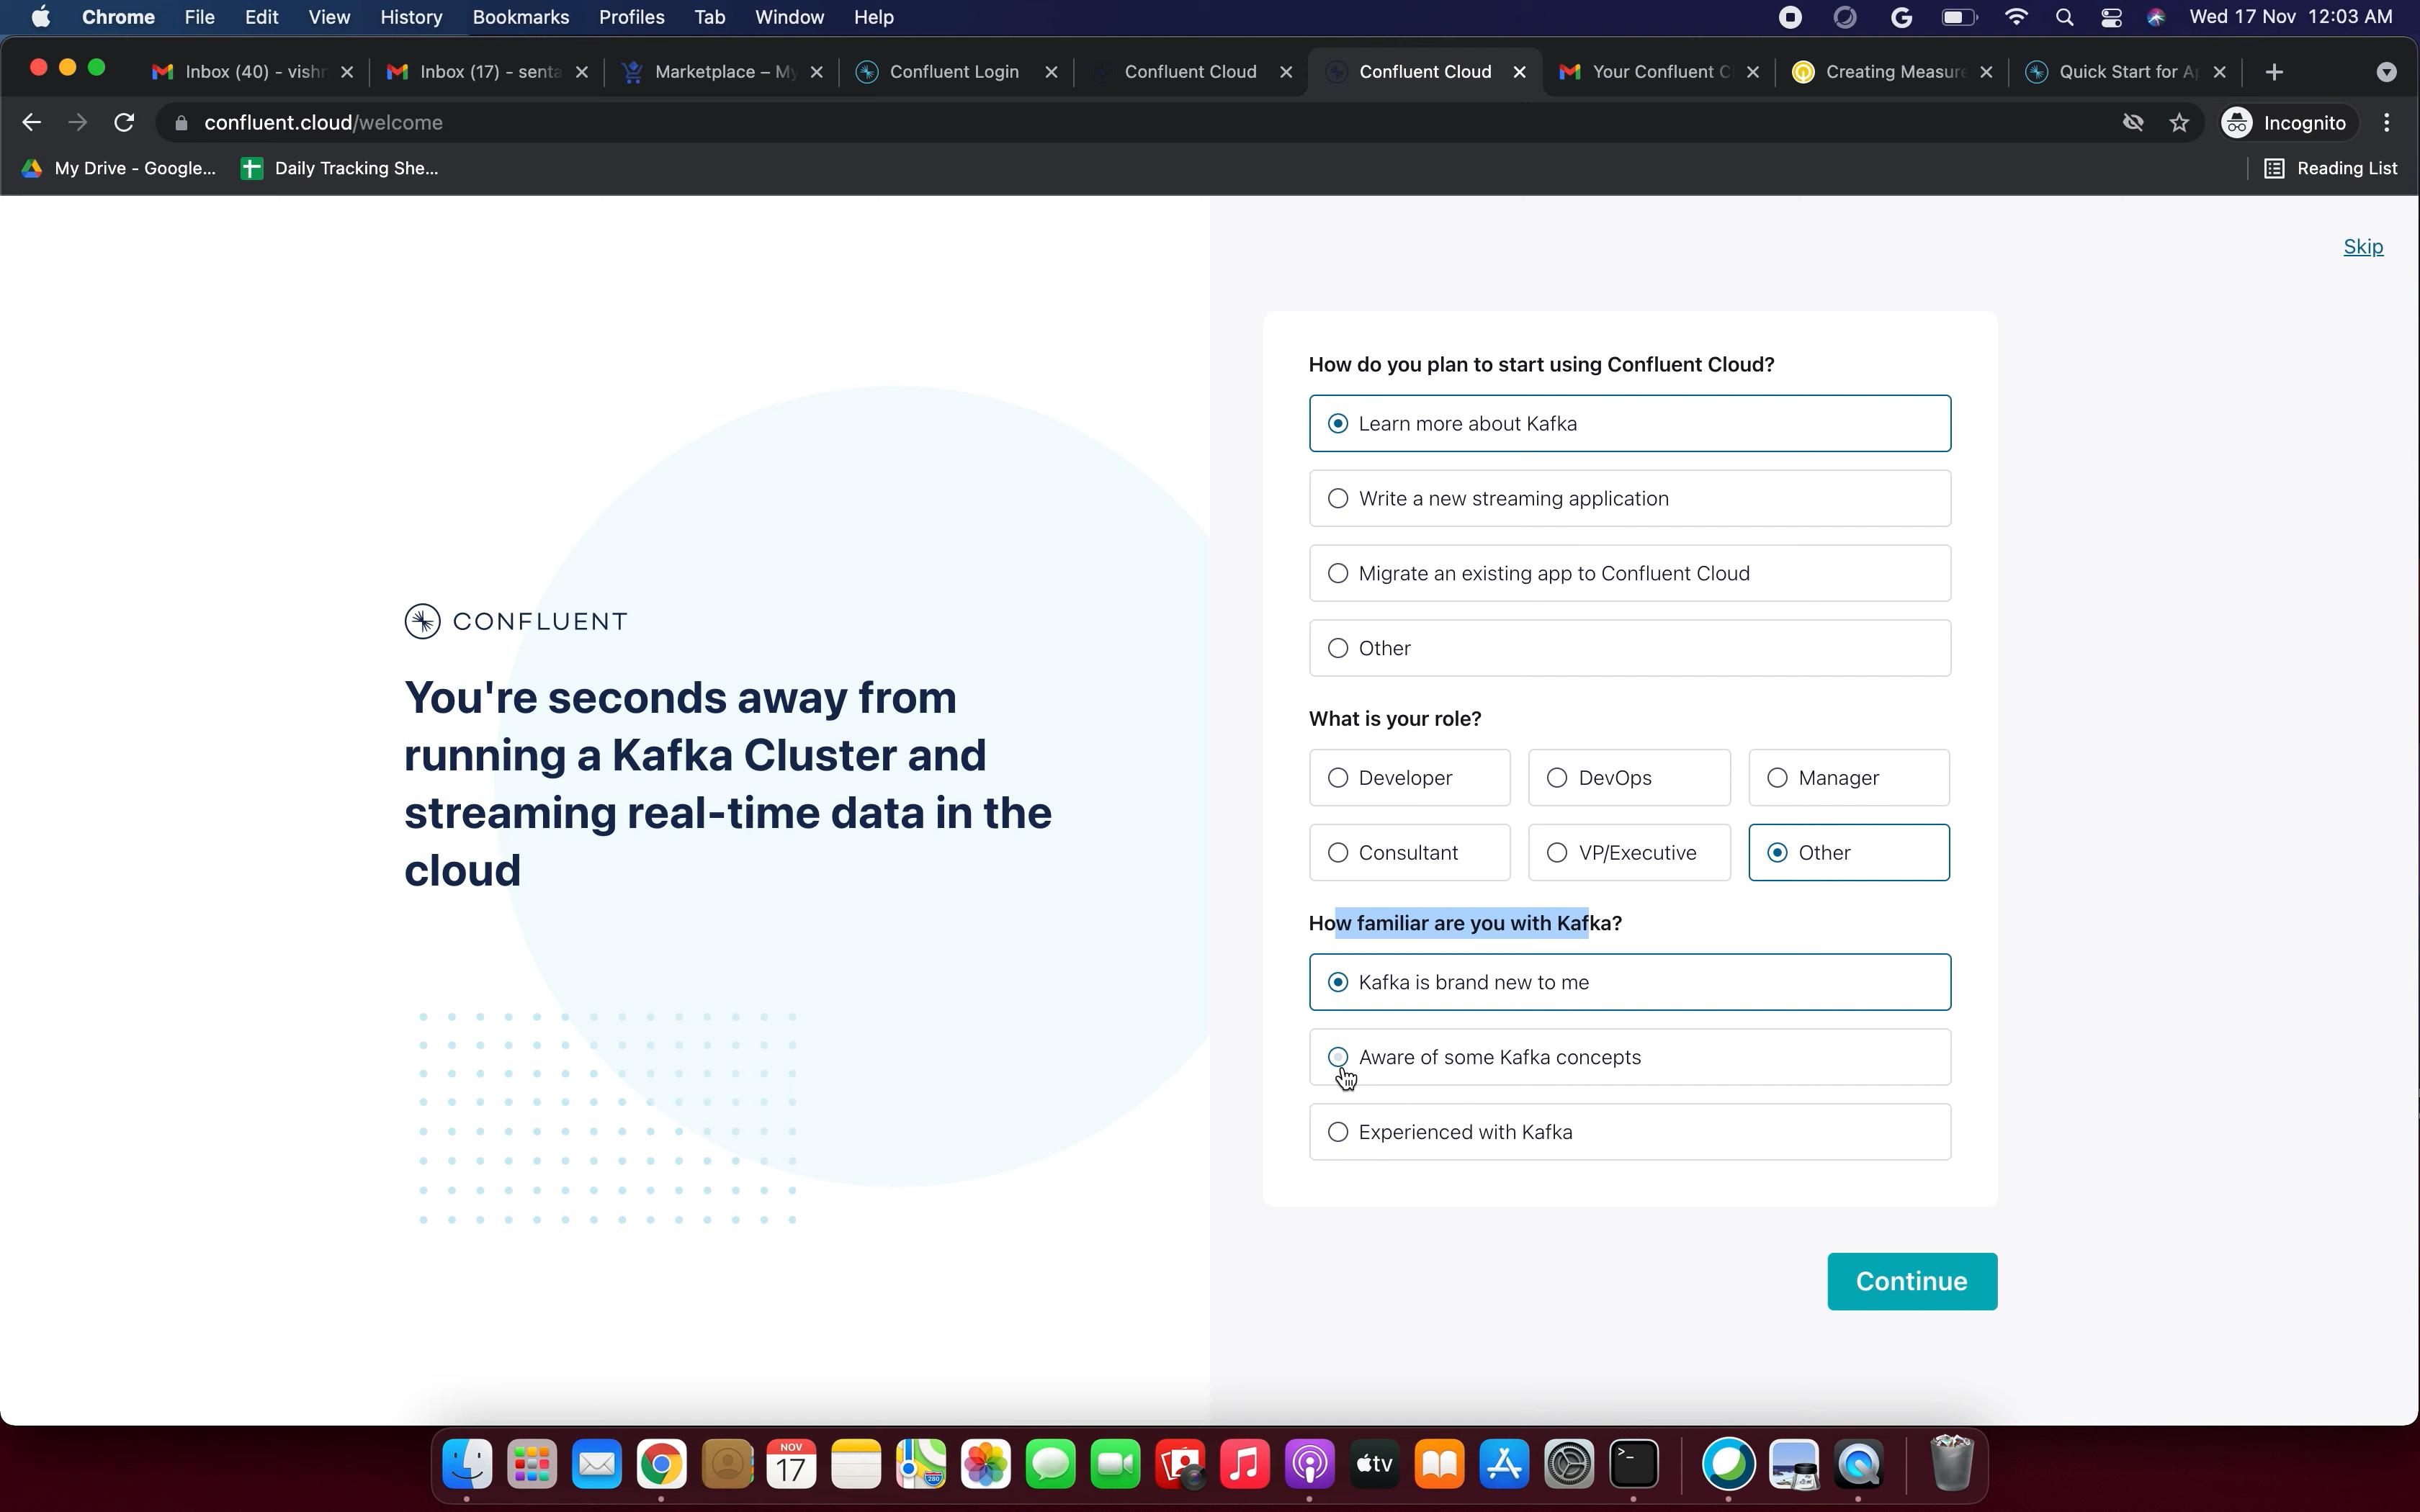 Chrome File Edit View History Bookmarks Profiles Tab Window Help Wed 17 Nov 12:03 AM
Inbox (40) - vishr Inbox (17) - senta Marketplace – My Confluent Login Confluent Cloud Confluent Cloud Your Confluent C Creating Measure Quick Start for Ap
confluent.cloud/welcome Incognito
My Drive - Google... Daily Tracking She... Reading List
Skip
CONFLUENT
You're seconds away from
running a Kafka Cluster and
streaming real-time data in the
cloud
How do you plan to start using Confluent Cloud?
Learn more about Kafka
Write a new streaming application
Migrate an existing app to Confluent Cloud
Other
What is your role?
Developer DevOps Manager
Consultant VP/Executive Other
How familiar are you with Kafka?
Kafka is brand new to me
Aware of some Kafka concepts
Experienced with Kafka
Continue
NOV
17
280
tv
>_